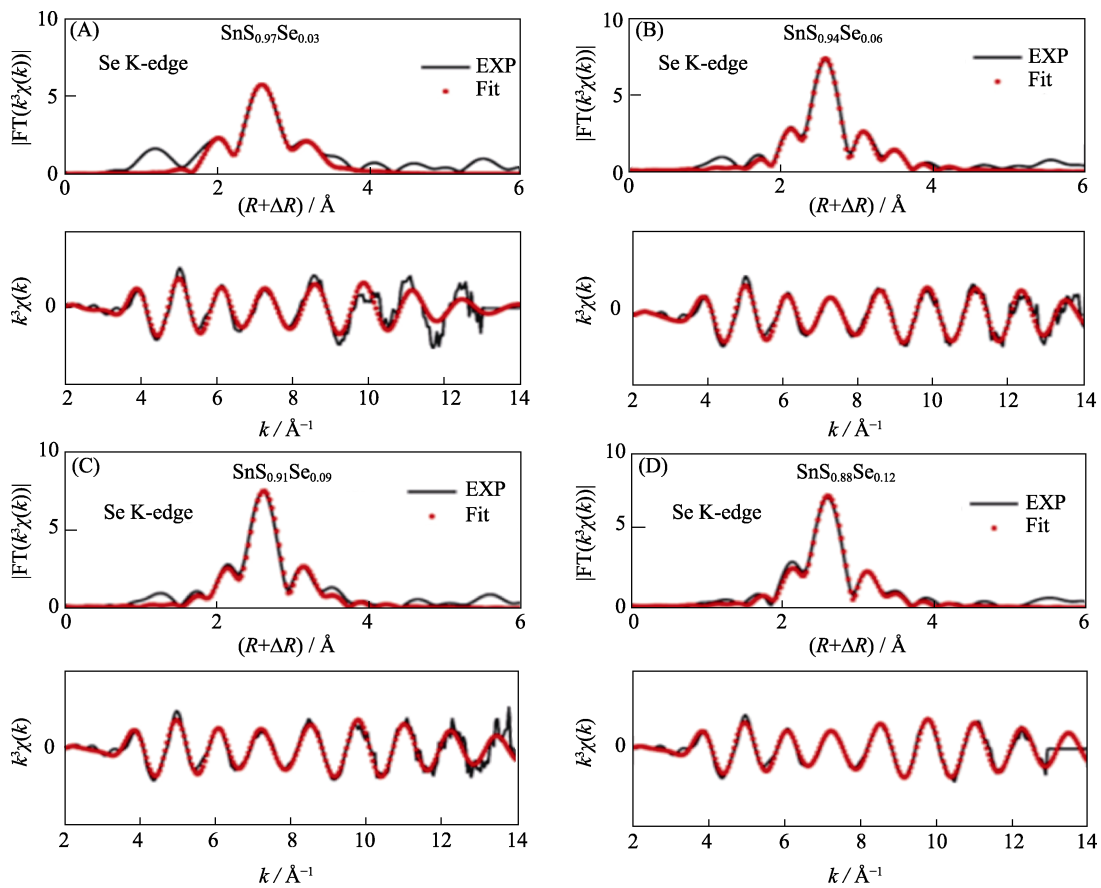 (A)
SnS0.97Se0.03
Se K-edge
EXP
Fit
|FT(k³χ(k))|
10
5
0
0 2 4 6
(R+ΔR) / Å
k³χ(k)
0
2 4 6 8 10 12 14
k / Å⁻¹
(B)
SnS0.94Se0.06
Se K-edge
EXP
Fit
|FT(k³χ(k))|
10
5
0
0 2 4 6
(R+ΔR) / Å
k³χ(k)
0
2 4 6 8 10 12 14
k / Å⁻¹
(C)
SnS0.91Se0.09
Se K-edge
EXP
Fit
|FT(k³χ(k))|
10
5
0
0 2 4 6
(R+ΔR) / Å
k³χ(k)
0
2 4 6 8 10 12 14
k / Å⁻¹
(D)
SnS0.88Se0.12
Se K-edge
EXP
Fit
|FT(k³χ(k))|
10
5
0
0 2 4 6
(R+ΔR) / Å
k³χ(k)
0
2 4 6 8 10 12 14
k / Å⁻¹